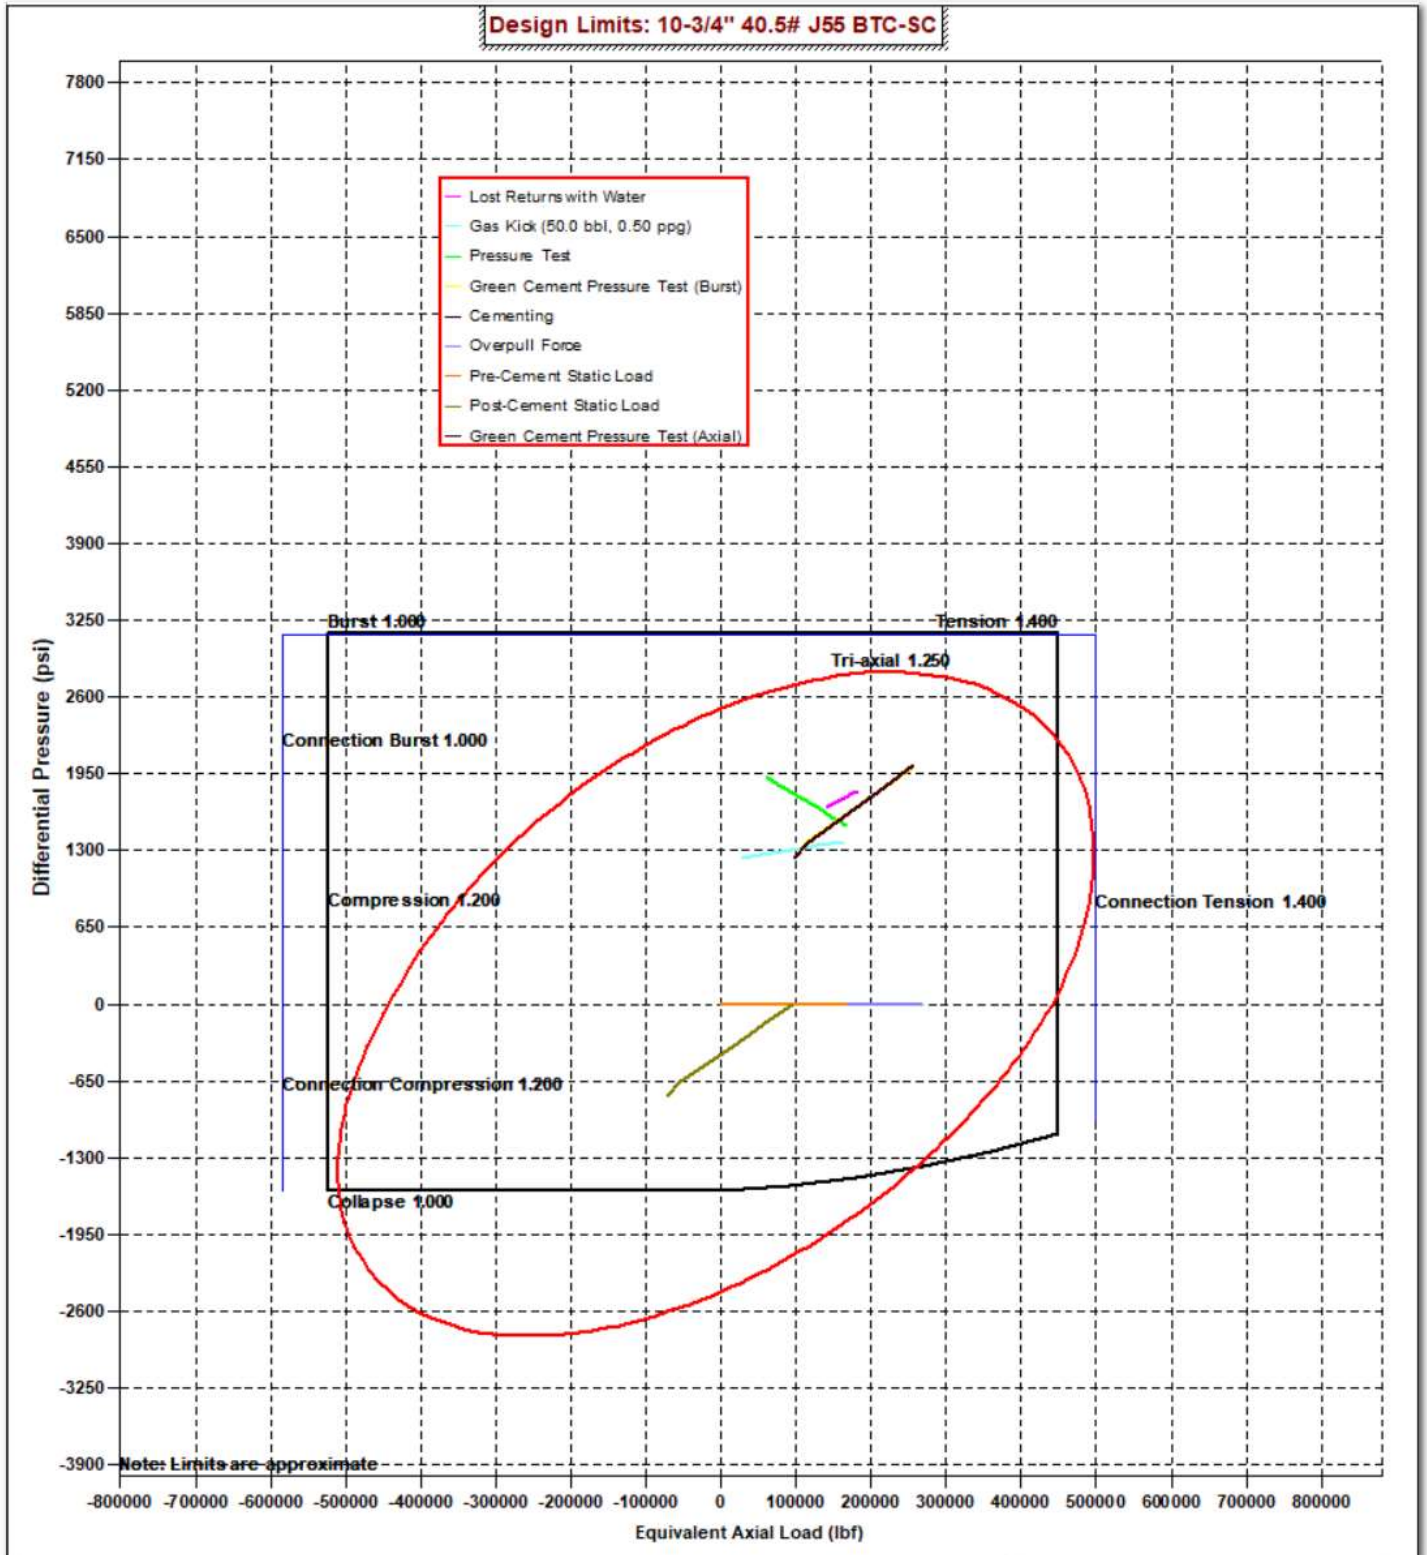 Design Limits: 10-3/4" 40.5# J55 BTC-SC
7800
7150
Lost Returns with Water
Gas Kick (50.0 bbl, 0.50 ppg)
6500
Pressure Test
Green Cement Pressure Test (Burst)
5850
Cementing
Overpull Force
Pre-Cement Static Load
5200
Post-Cement Static Load
Green Cement Pressure Test (Axial)
4550
3900
3250
Burst 1.000
Tension 1.400
Tri-axial 1.250
2600
Connection Burst 1.000
1950
Differential Pressure (psi)
1300
Compression 1.200
Connection Tension 1.400
650
0
-650
Connection Compression 1.200
-1300
Collapse 1.000
-1950
-2600
-3250
-3900
Note: Limits are approximate
-800000 -700000 -600000 -500000 -400000 -300000 -200000 -100000 0 100000 200000 300000 400000 500000 600000 700000 800000
Equivalent Axial Load (lbf)